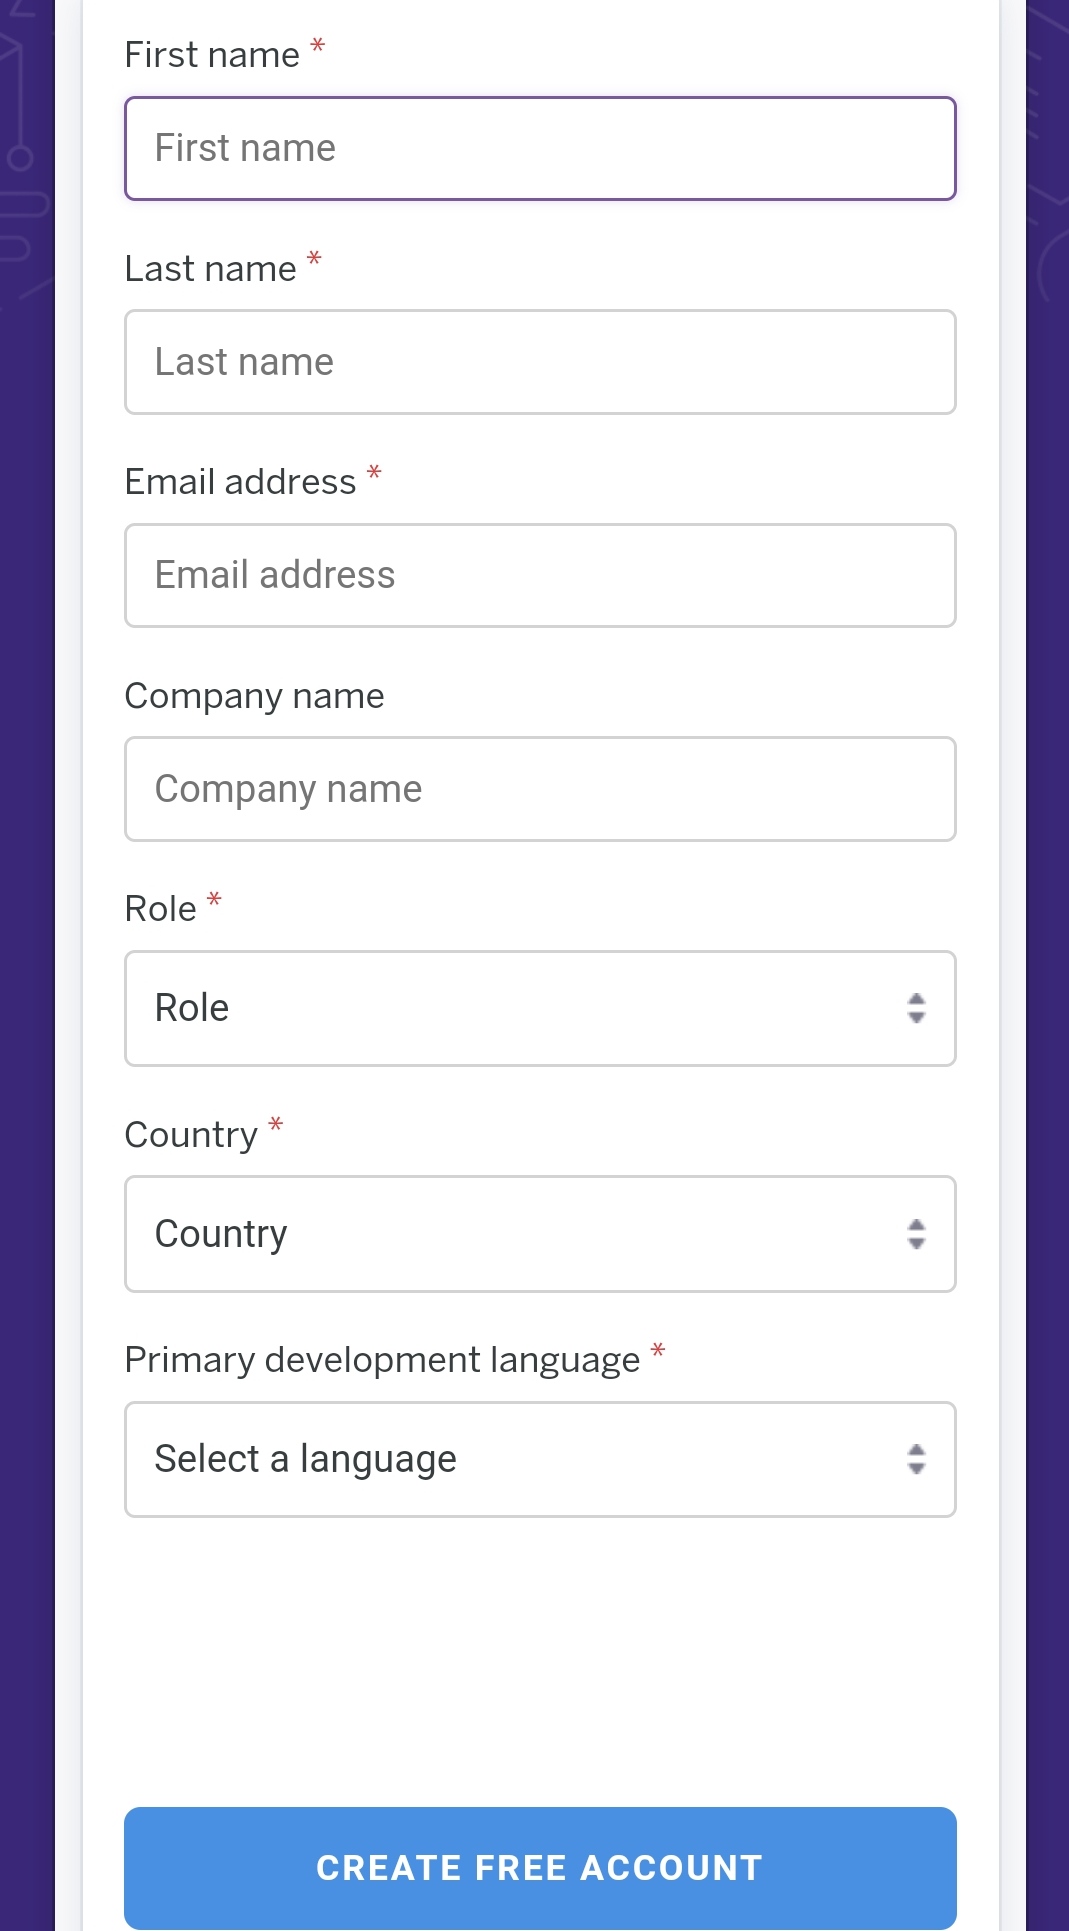 First name *
First name
Last name *
Last name
Email address *
Email address
Company name
Company name
Role *
Role
Country *
Country
Primary development language *
Select a language
CREATE FREE ACCOUNT